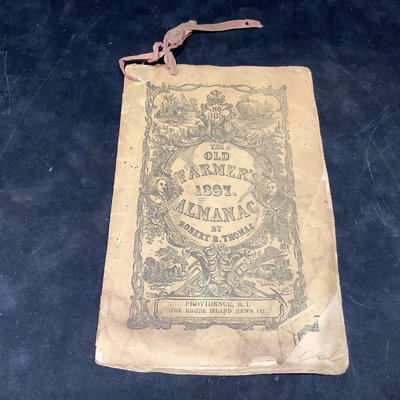 NO.
105
THE
OLD
FARMER'S
1897.
ALMANAC
BY
ROBERT B. THOMAS
PROVIDENCE, R. I.
THE RHODE ISLAND NEWS CO.